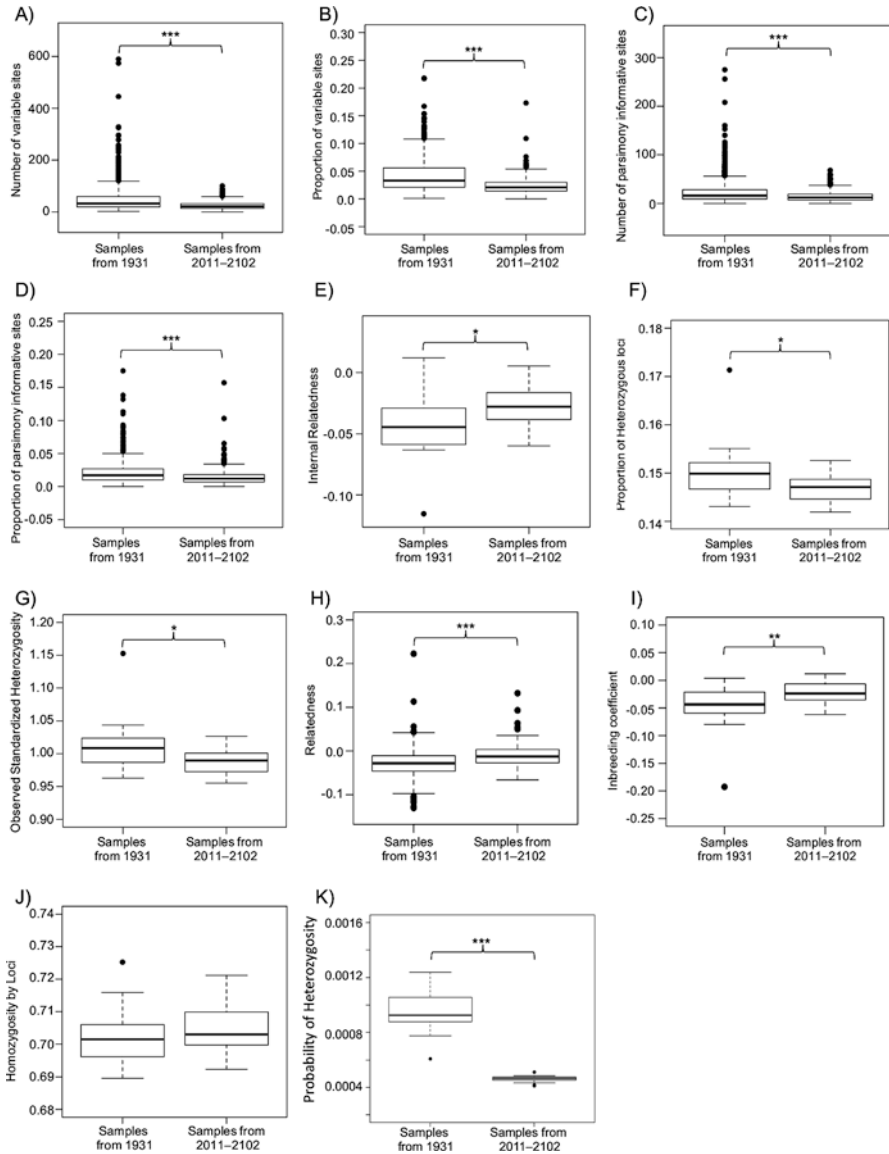 A)
Number of variable sites
600
400
200
0
***
Samples from 1931
Samples from 2011–2102
B)
Proportion of variable sites
0.30
0.25
0.20
0.15
0.10
0.05
0.0
-0.05
***
Samples from 1931
Samples from 2011–2102
C)
Number of parsimony informative sites
300
200
100
0
***
Samples from 1931
Samples from 2011–2102
D)
Proportion of parsimony informative sites
0.25
0.20
0.15
0.10
0.05
0.0
-0.05
***
Samples from 1931
Samples from 2011–2102
E)
Internal Relatedness
0.0
-0.05
-0.10
*
Samples from 1931
Samples from 2011–2102
F)
Proportion of Heterozygous loci
0.18
0.17
0.16
0.15
0.14
*
Samples from 1931
Samples from 2011–2102
G)
Observed Standardized Heterozygosity
1.20
1.15
1.10
1.05
1.00
0.95
0.90
*
Samples from 1931
Samples from 2011–2102
H)
Relatedness
0.3
0.2
0.1
0.0
-0.1
***
Samples from 1931
Samples from 2011–2102
I)
Inbreeding coefficient
0.10
0.05
-0.00
-0.05
-0.10
-0.15
-0.20
-0.25
**
Samples from 1931
Samples from 2011–2102
J)
Homozygosity by Loci
0.74
0.73
0.72
0.71
0.70
0.69
0.68
Samples from 1931
Samples from 2011–2102
K)
Probability of Heterozygosity
0.0016
0.0012
0.0008
0.0004
***
Samples from 1931
Samples from 2011–2102